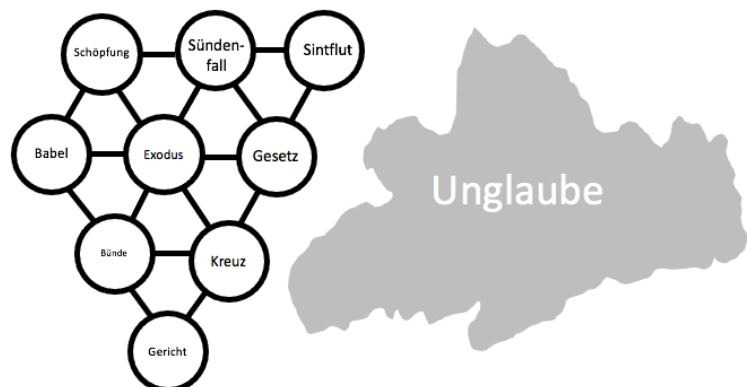 Schöpfung
Sünden-
fall
Sintflut
Babel
Exodus
Gesetz
Unglaube
Bünde
Kreuz
Gericht